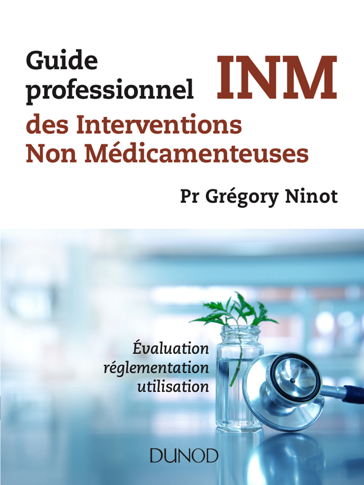 Guide
professionnel INM
des Interventions
Non Médicamenteuses
Pr Grégory Ninot
Évaluation
réglementation
utilisation
DUNOD